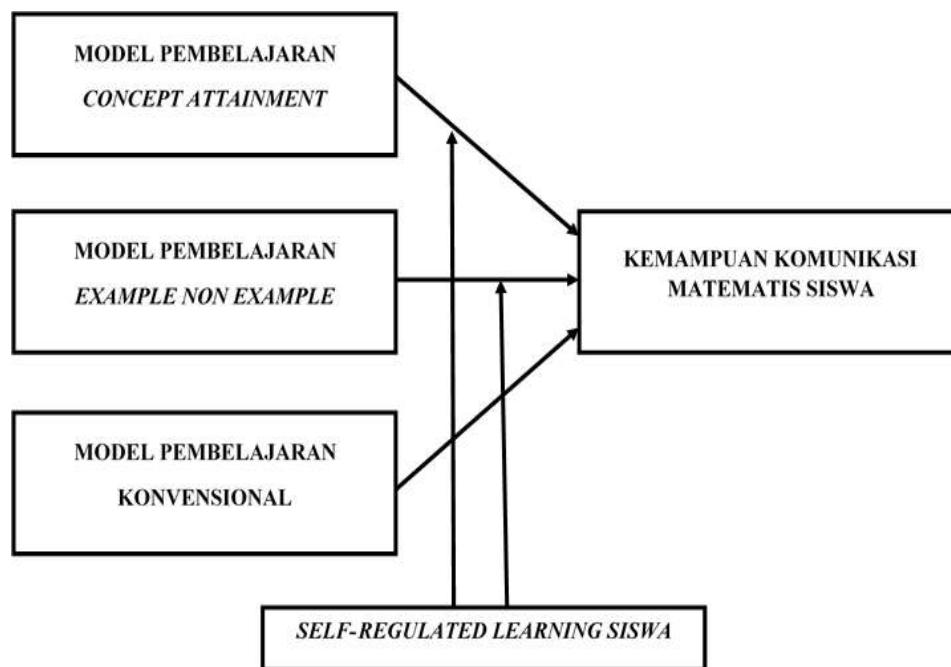 MODEL PEMBELAJARAN
CONCEPT ATTAINMENT
MODEL PEMBELAJARAN
EXAMPLE NON EXAMPLE
KEMAMPUAN KOMUNIKASI
MATEMATIS SISWA
MODEL PEMBELAJARAN
KONVENSIONAL
SELF-REGULATED LEARNING SISWA